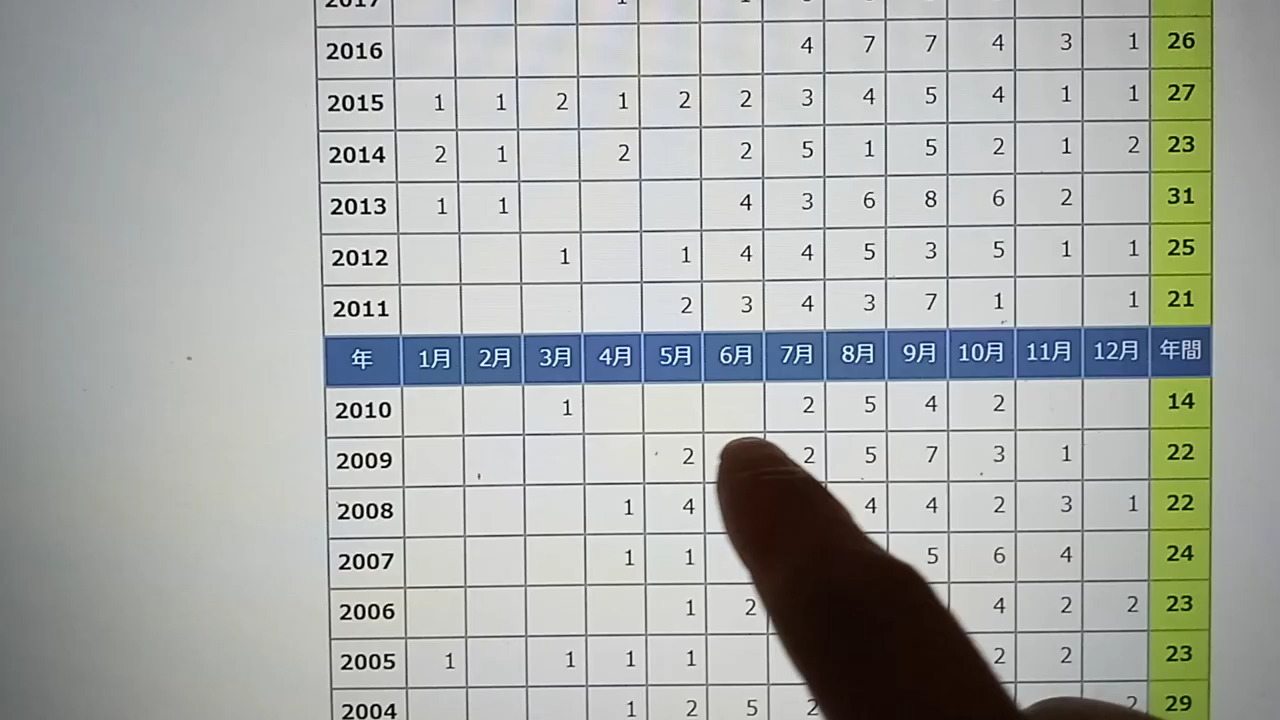 2017 1 1
2016 4 7 7 4 3 1 26
2015 1 1 2 1 2 2 3 4 5 4 1 1 27
2014 2 1 2 2 5 1 5 2 1 2 23
2013 1 1 4 3 6 8 6 2 31
2012 1 1 4 4 5 3 5 1 1 25
2011 2 3 4 3 7 1 1 21
年 1月 2月 3月 4月 5月 6月 7月 8月 9月 10月 11月 12月 年間
2010 1 2 5 4 2 14
2009 2 2 5 7 3 1 22
2008 1 4 4 4 2 3 1 22
2007 1 1 5 6 4 24
2006 1 2 4 2 2 23
2005 1 1 1 1 2 2 23
2004 1 2 5 2 2 29